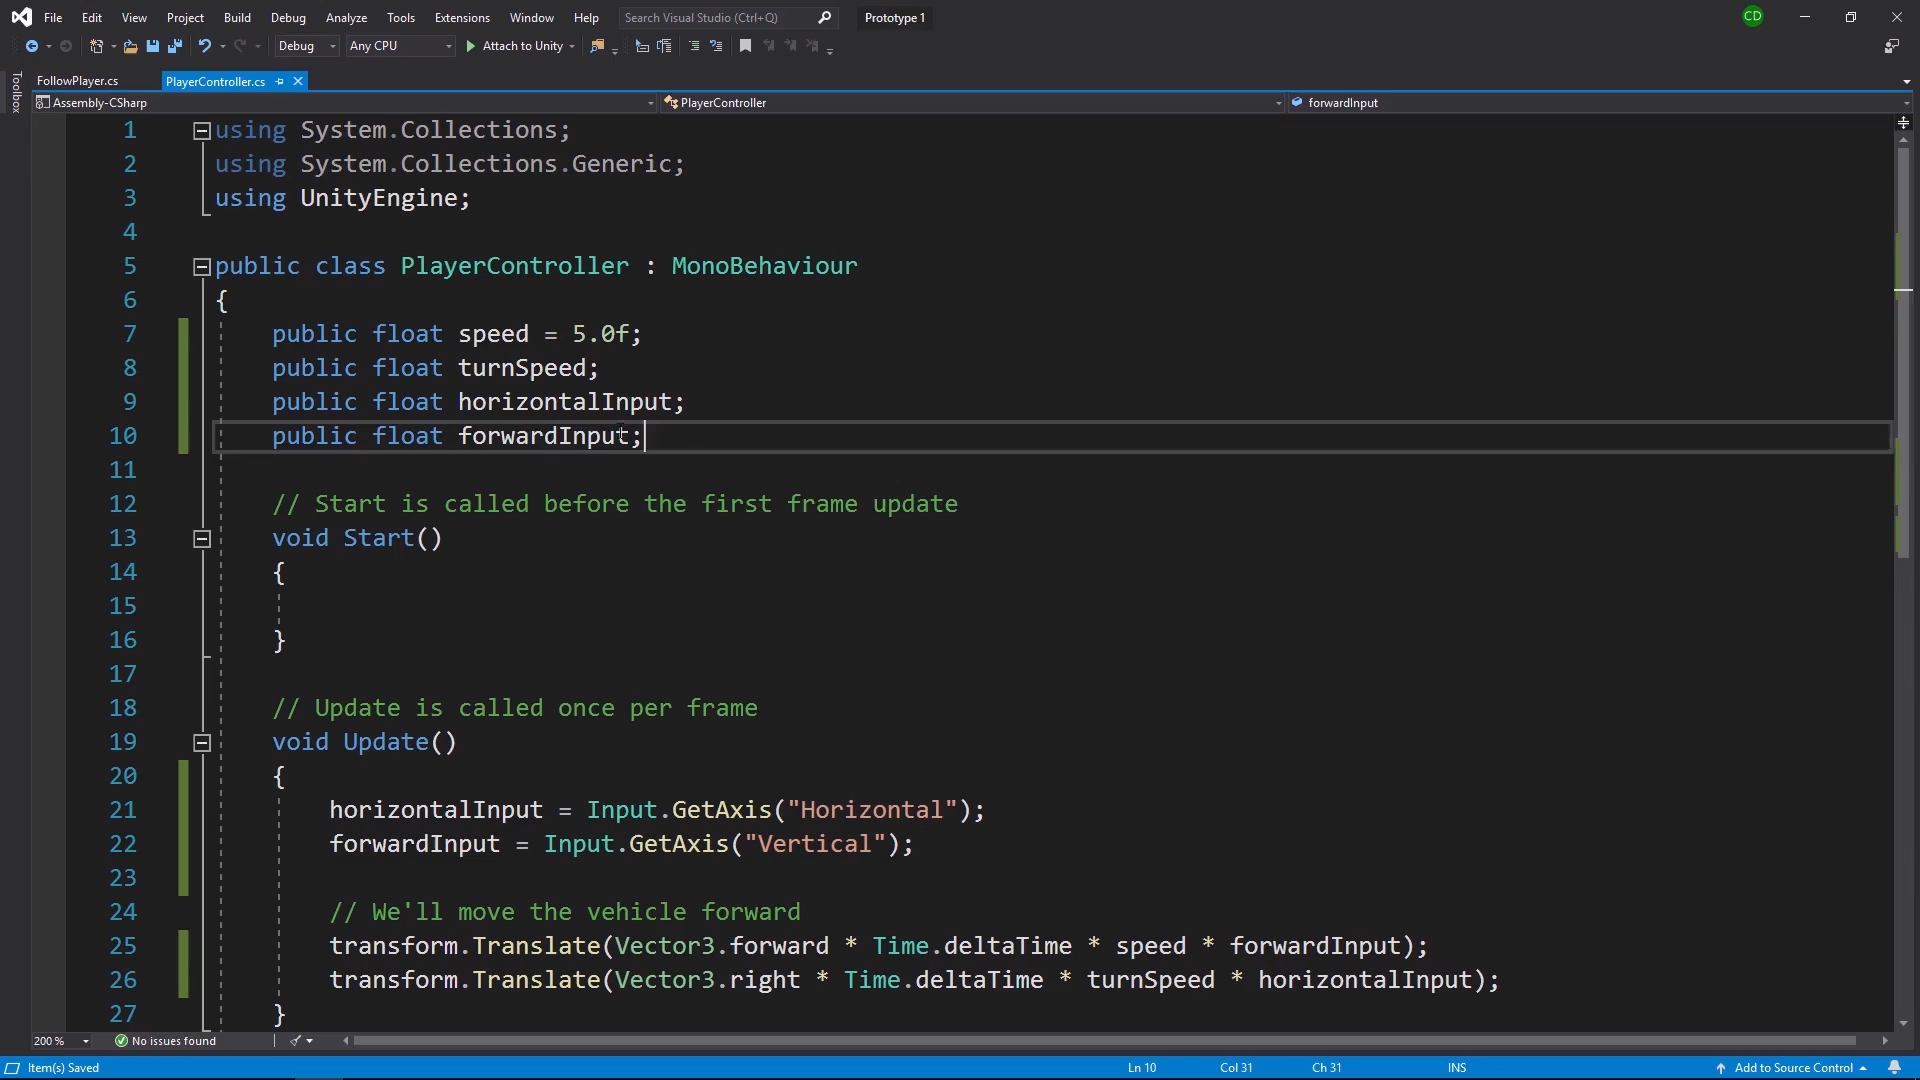 File Edit View Project Build Debug Analyze Tools Extensions Window Help Search Visual Studio (Ctrl+Q) Prototype 1 CD
Debug Any CPU Attach to Unity
Toolbox
FollowPlayer.cs PlayerController.cs
Assembly-CSharp PlayerController forwardInput
1 using System.Collections;
2 using System.Collections.Generic;
3 using UnityEngine;
4
5 public class PlayerController : MonoBehaviour
6 {
7 public float speed = 5.0f;
8 public float turnSpeed;
9 public float horizontalInput;
10 public float forwardInput;
11
12 // Start is called before the first frame update
13 void Start()
14 {
15
16 }
17
18 // Update is called once per frame
19 void Update()
20 {
21 horizontalInput = Input.GetAxis("Horizontal");
22 forwardInput = Input.GetAxis("Vertical");
23
24 // We'll move the vehicle forward
25 transform.Translate(Vector3.forward * Time.deltaTime * speed * forwardInput);
26 transform.Translate(Vector3.right * Time.deltaTime * turnSpeed * horizontalInput);
27 }
200 % No issues found
Item(s) Saved Ln 10 Col 31 Ch 31 INS Add to Source Control